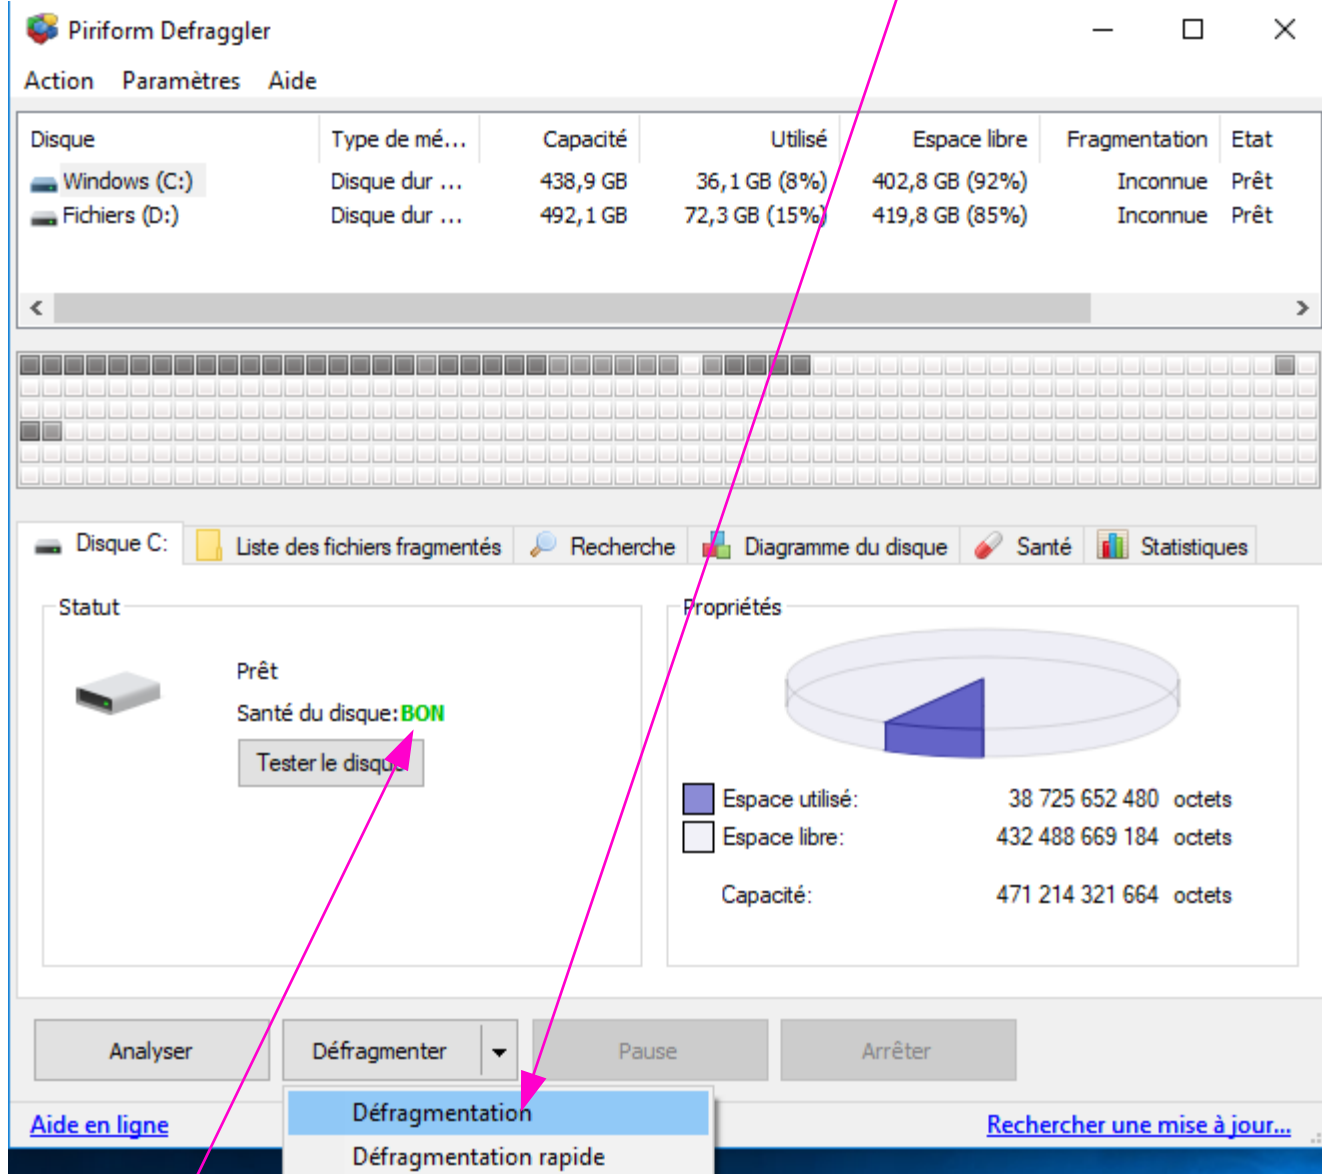 Piriform Defraggler
Action Paramètres Aide
Disque Type de mé... Capacité Utilisé Espace libre Fragmentation Etat
Windows (C:) Disque dur ... 438,9 GB 36,1 GB (8%) 402,8 GB (92%) Inconnue Prêt
Fichiers (D:) Disque dur ... 492,1 GB 72,3 GB (15%) 419,8 GB (85%) Inconnue Prêt
Disque C: Liste des fichiers fragmentés Recherche Diagramme du disque Santé Statistiques
Statut
Prêt
Santé du disque: BON
Tester le disque
Propriétés
Espace utilisé: 38 725 652 480 octets
Espace libre: 432 488 669 184 octets
Capacité: 471 214 321 664 octets
Analyser Défragmenter Pause Arrêter
Défragmentation
Défragmentation rapide
Aide en ligne Rechercher une mise à jour...